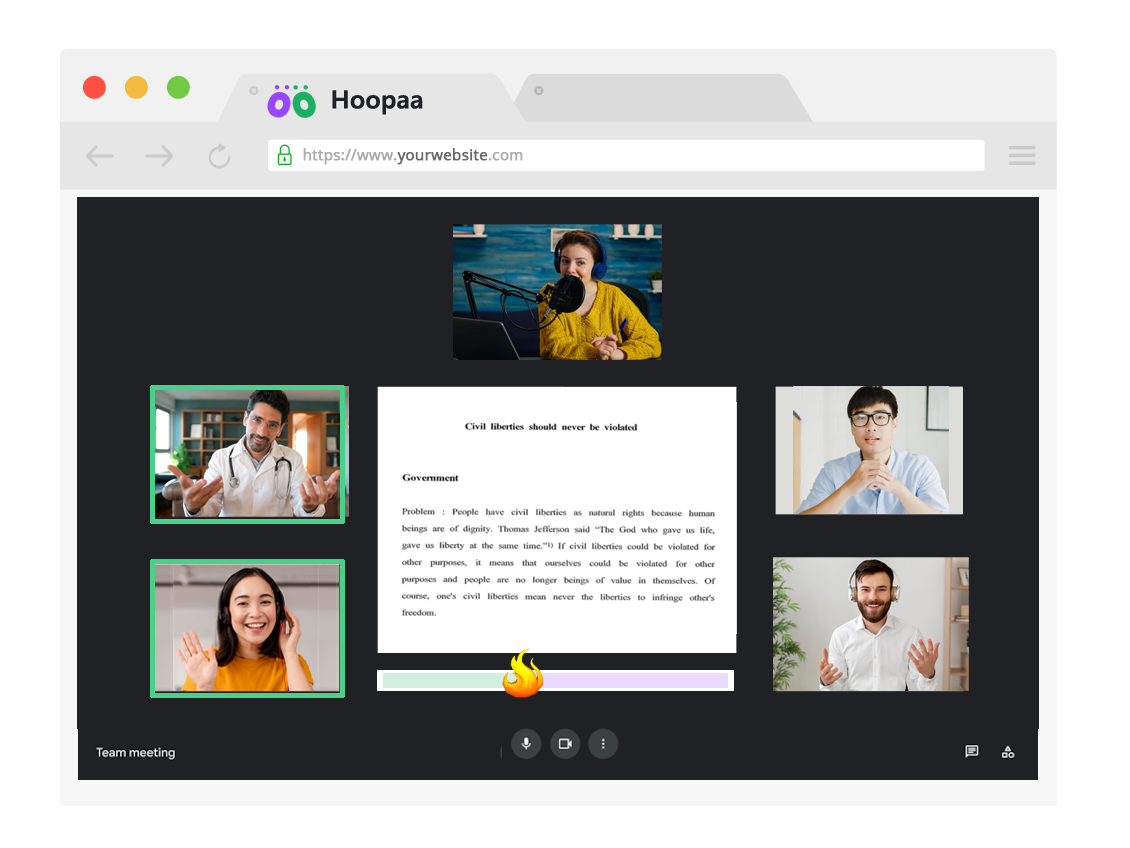 Hoopaa
https://www.yourwebsite.com
Civil liberties should never be violated
Government
Problem : People have civil liberties as natural rights because human
beings are of dignity. Thomas Jefferson said “The God who gave us life,
gave us liberty at the same time.”¹⁾ If civil liberties could be violated for
other purposes, it means that ourselves could be violated for other
purposes and people are no longer beings of value in themselves. Of
course, one's civil liberties mean never the liberties to infringe other's
freedom.
Team meeting